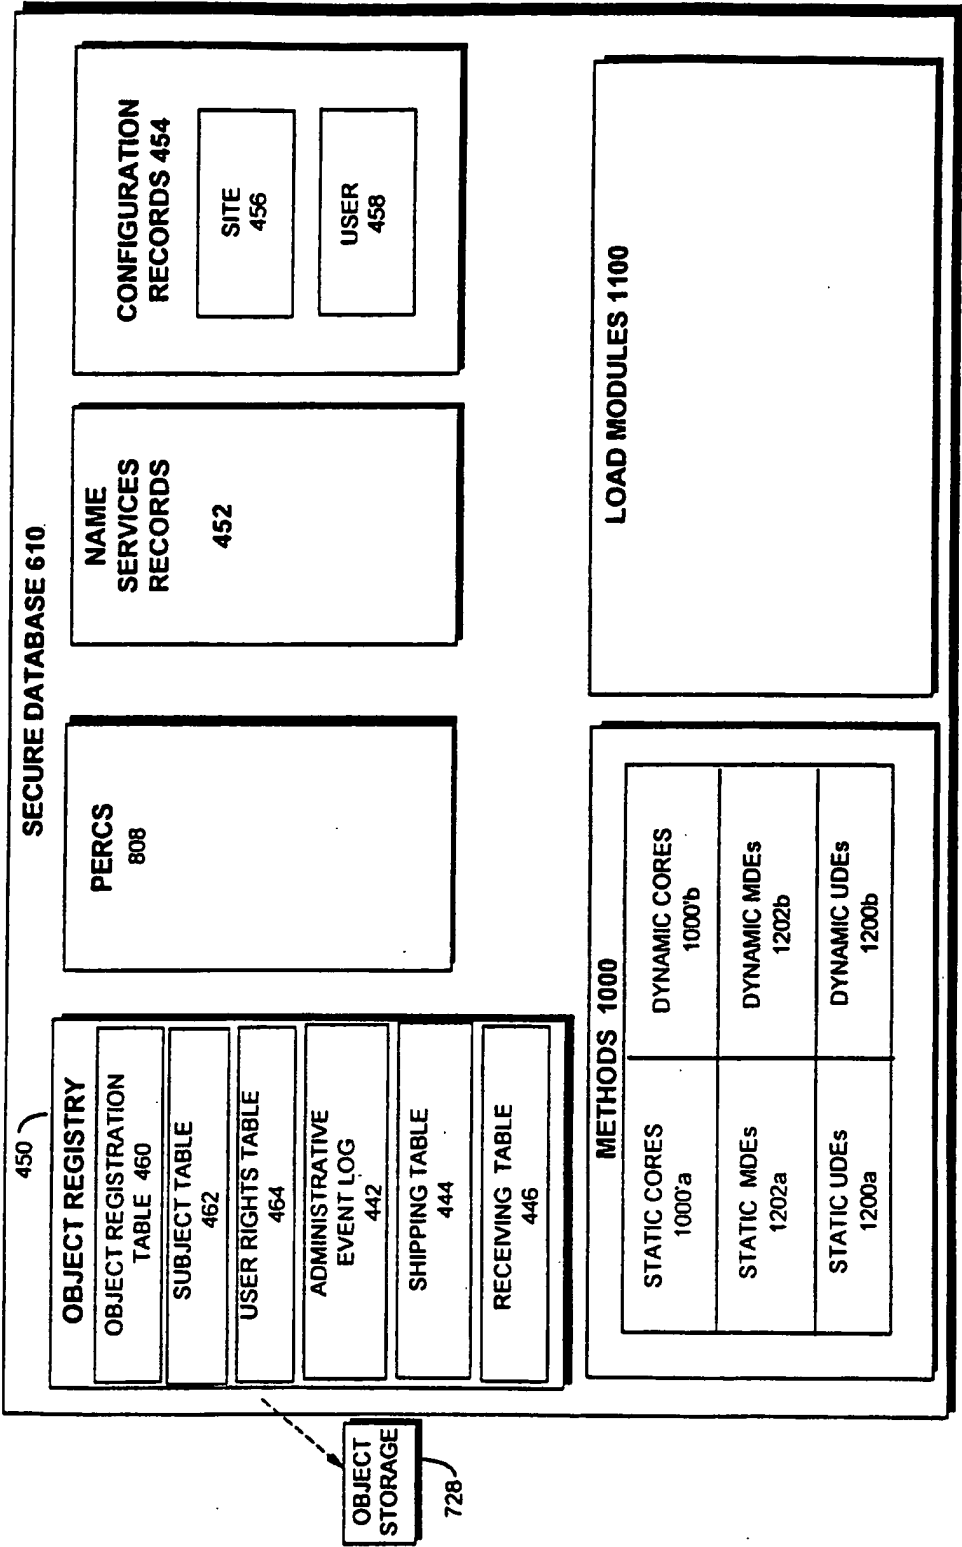 SECURE DATABASE 610
450
OBJECT REGISTRY
OBJECT REGISTRATION
TABLE 460
SUBJECT TABLE
462
USER RIGHTS TABLE
464
ADMINISTRATIVE
EVENT LOG
442
SHIPPING TABLE
444
RECEIVING TABLE
446
PERCS
808
NAME
SERVICES
RECORDS
452
CONFIGURATION
RECORDS 454
SITE
456
USER
458
OBJECT
STORAGE
728
METHODS 1000
STATIC CORES
1000'a
DYNAMIC CORES
1000'b
STATIC MDEs
1202a
DYNAMIC MDEs
1202b
STATIC UDEs
1200a
DYNAMIC UDEs
1200b
LOAD MODULES 1100